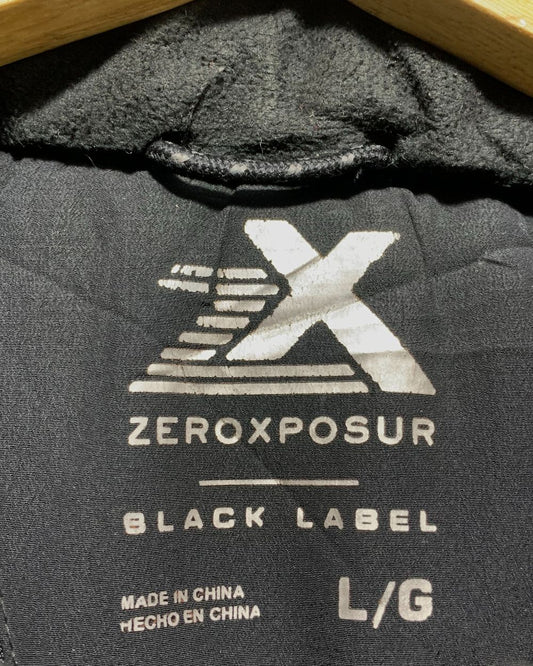 ZX
ZEROXPOSUR
BLACK LABEL
MADE IN CHINA
HECHO EN CHINA
L/G